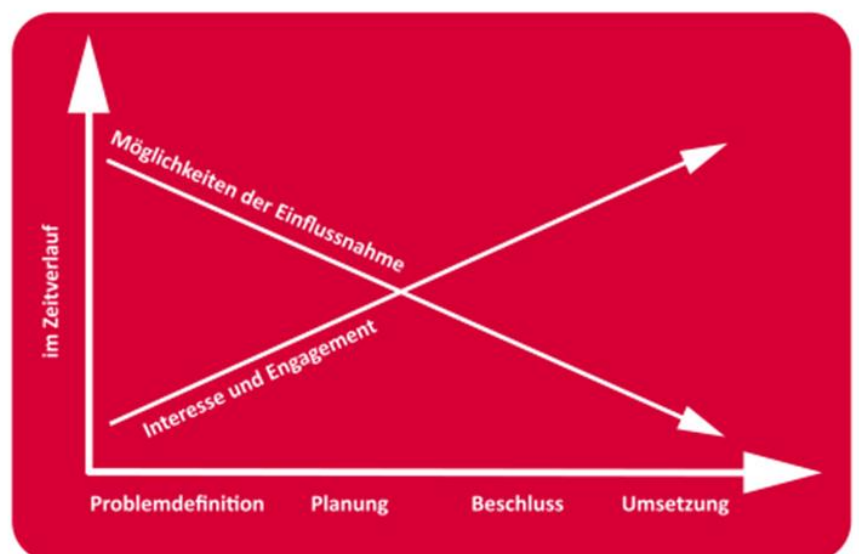 Möglichkeiten der Einflussnahme
im Zeitverlauf
Interesse und Engagement
Problemdefinition Planung Beschluss Umsetzung